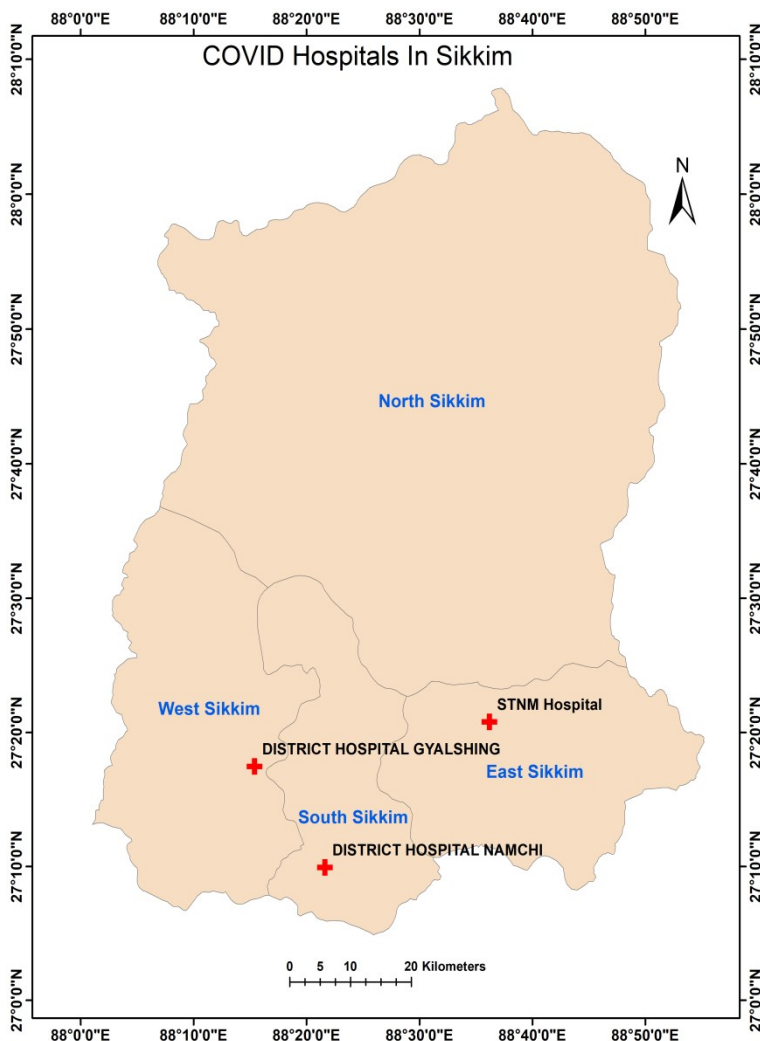 88°0'0"E 88°10'0"E 88°20'0"E 88°30'0"E 88°40'0"E 88°50'0"E
COVID Hospitals In Sikkim
N
28°10'0"N 28°10'0"N
28°0'0"N 28°0'0"N
27°50'0"N 27°50'0"N
North Sikkim
27°40'0"N 27°40'0"N
27°30'0"N 27°30'0"N
STNM Hospital
West Sikkim
27°20'0"N 27°20'0"N
DISTRICT HOSPITAL GYALSHING
East Sikkim
South Sikkim
DISTRICT HOSPITAL NAMCHI
27°10'0"N 27°10'0"N
0 5 10 20 Kilometers
27°0'0"N 27°0'0"N
88°0'0"E 88°10'0"E 88°20'0"E 88°30'0"E 88°40'0"E 88°50'0"E